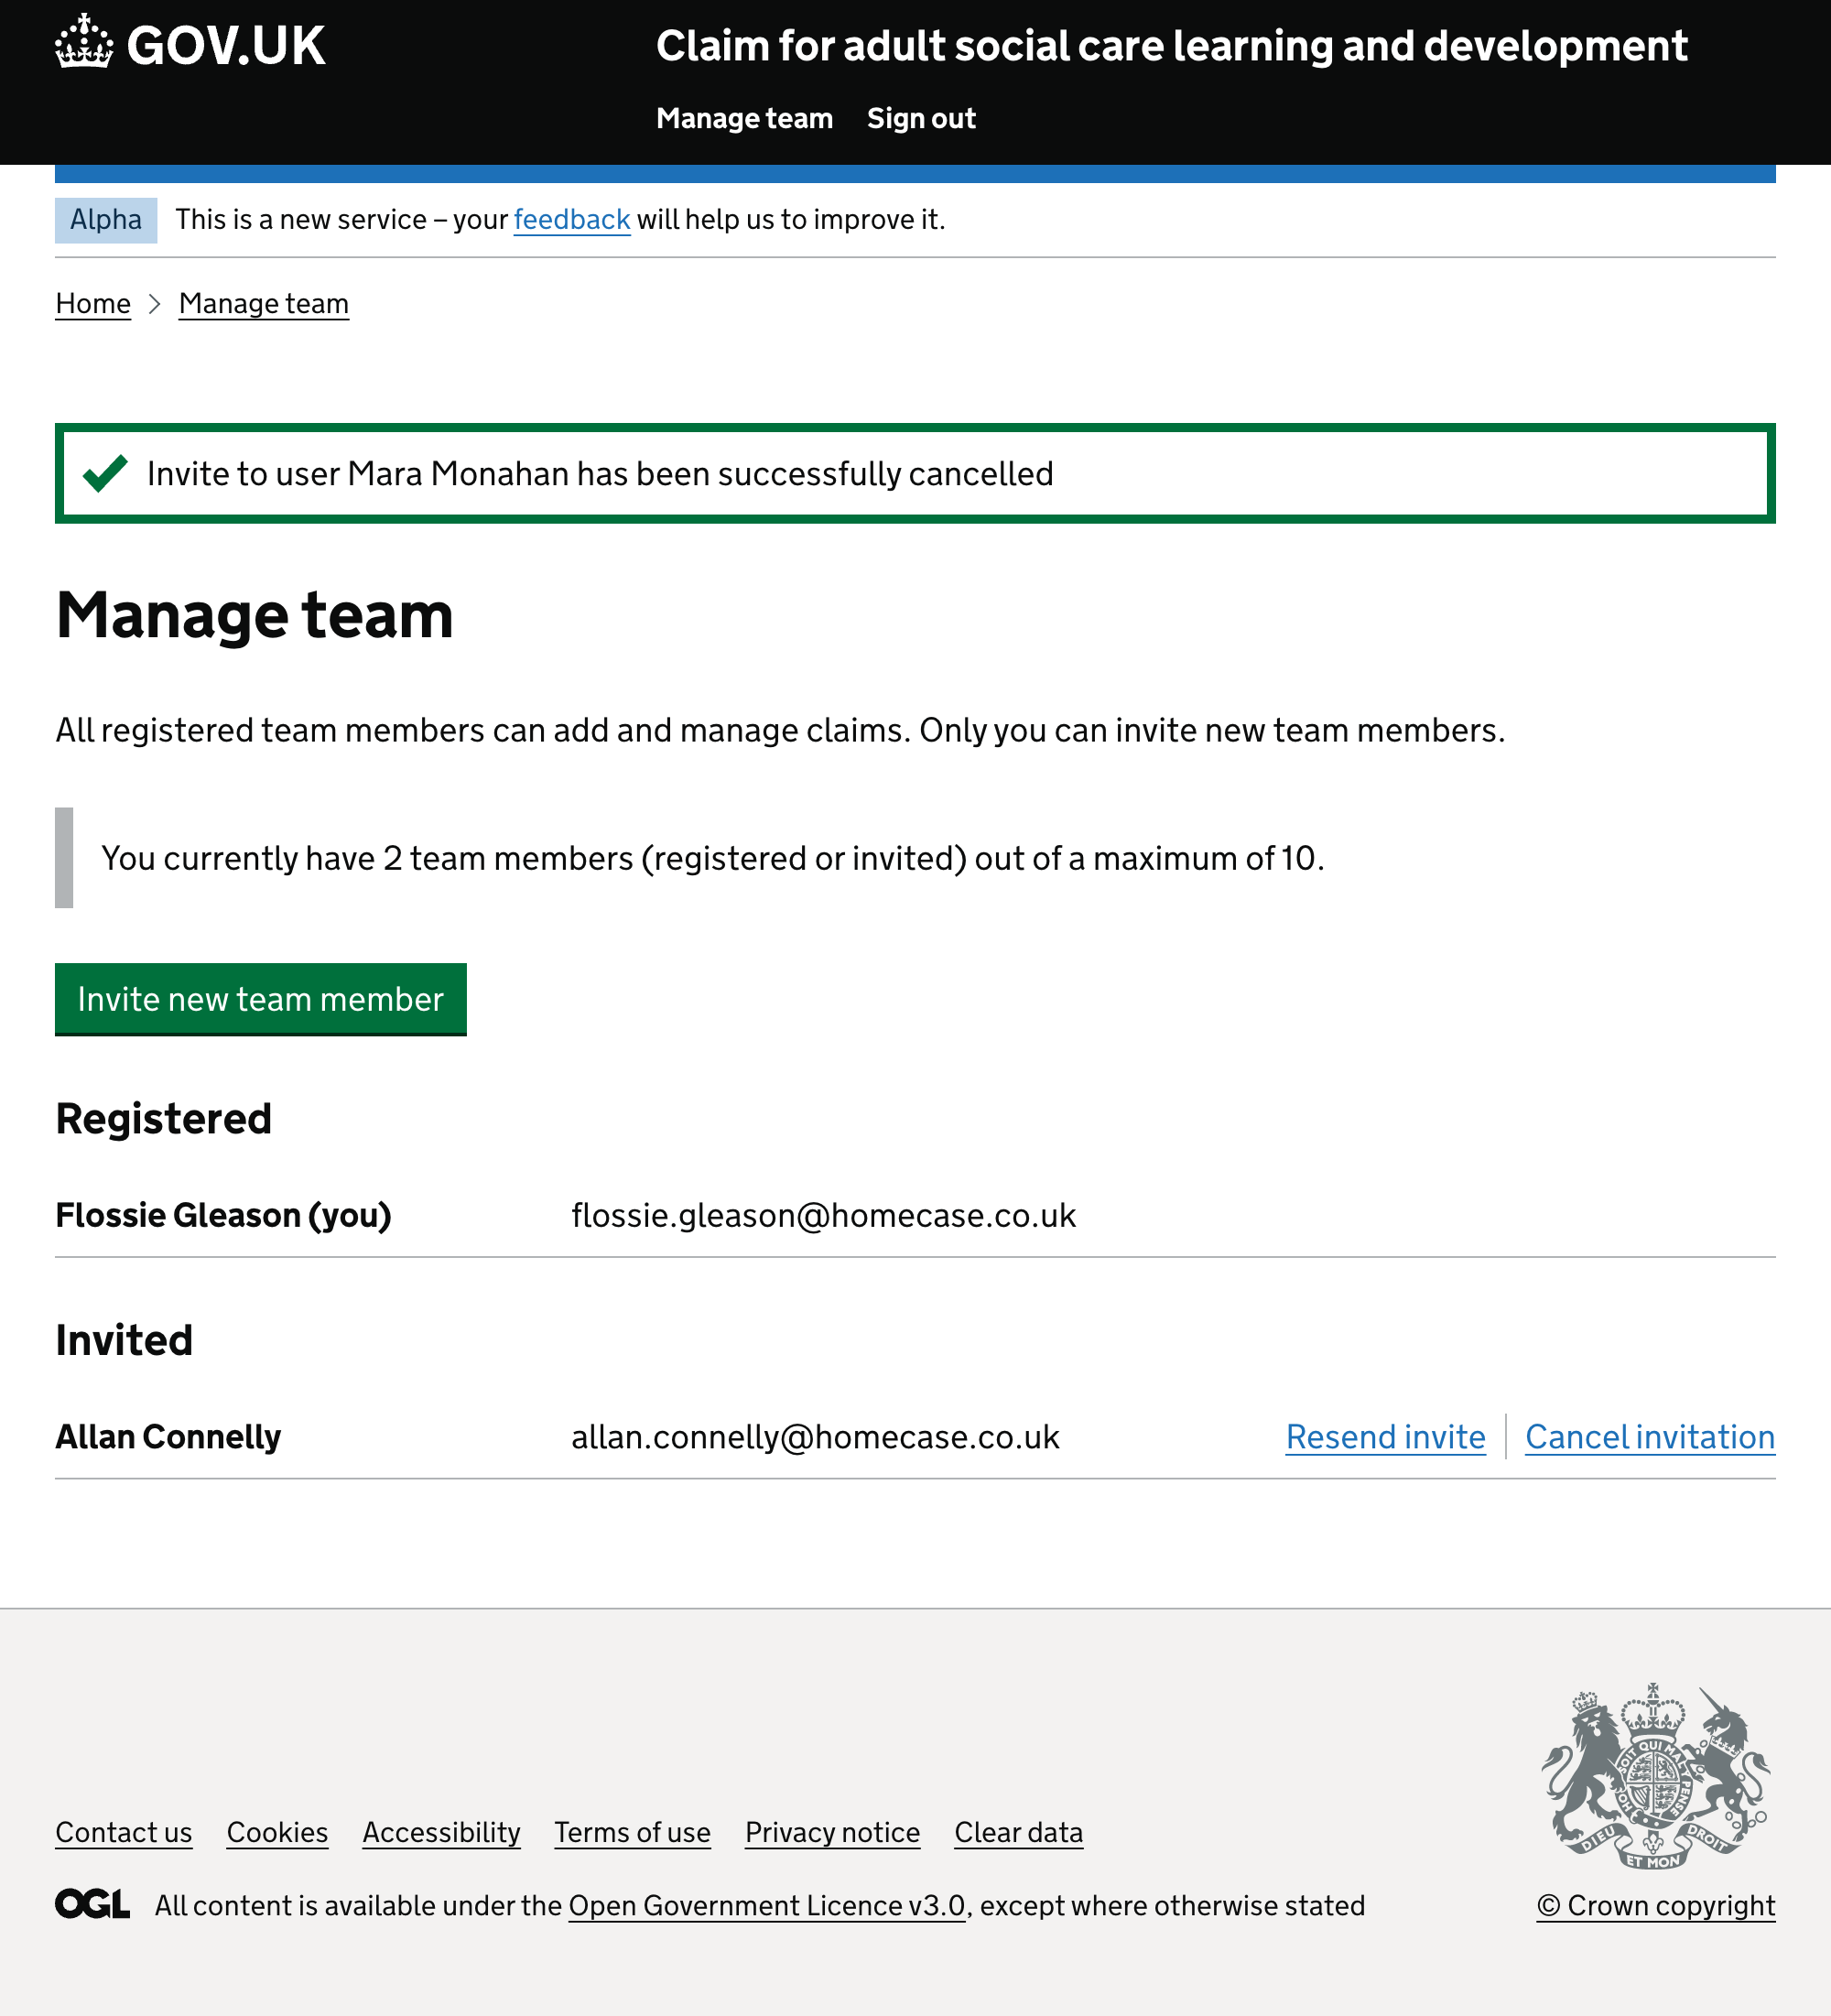 GOV.UK
Claim for adult social care learning and development
Manage team Sign out
Alpha This is a new service – your feedback will help us to improve it.
Home Manage team
Invite to user Mara Monahan has been successfully cancelled
Manage team
All registered team members can add and manage claims. Only you can invite new team members.
You currently have 2 team members (registered or invited) out of a maximum of 10.
Invite new team member
Registered
Flossie Gleason (you) flossie.gleason@homecase.co.uk
Invited
Allan Connelly allan.connelly@homecase.co.uk Resend invite Cancel invitation
SOIT QUI MAL
PENSE
HON
DIEU ET MON DROIT
Contact us Cookies Accessibility Terms of use Privacy notice Clear data
OGL All content is available under the Open Government Licence v3.0, except where otherwise stated
© Crown copyright